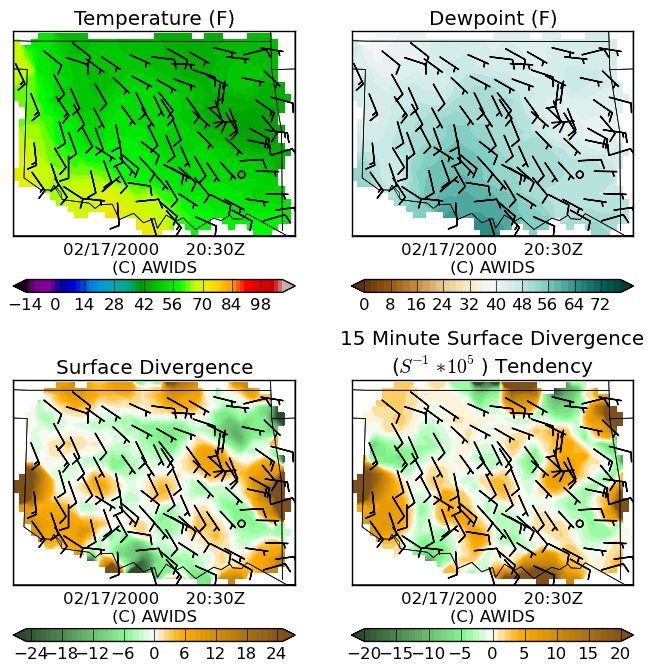 Temperature (F)
Dewpoint (F)
02/17/2000 20:30Z
(C) AWIDS
02/17/2000 20:30Z
(C) AWIDS
−14 0 14 28 42 56 70 84 98
0 8 16 24 32 40 48 56 64 72
Surface Divergence
15 Minute Surface Divergence
(S⁻¹ *10⁵ ) Tendency
02/17/2000 20:30Z
(C) AWIDS
02/17/2000 20:30Z
(C) AWIDS
−24 −18 −12 −6 0 6 12 18 24
−20 −15 −10 −5 0 5 10 15 20